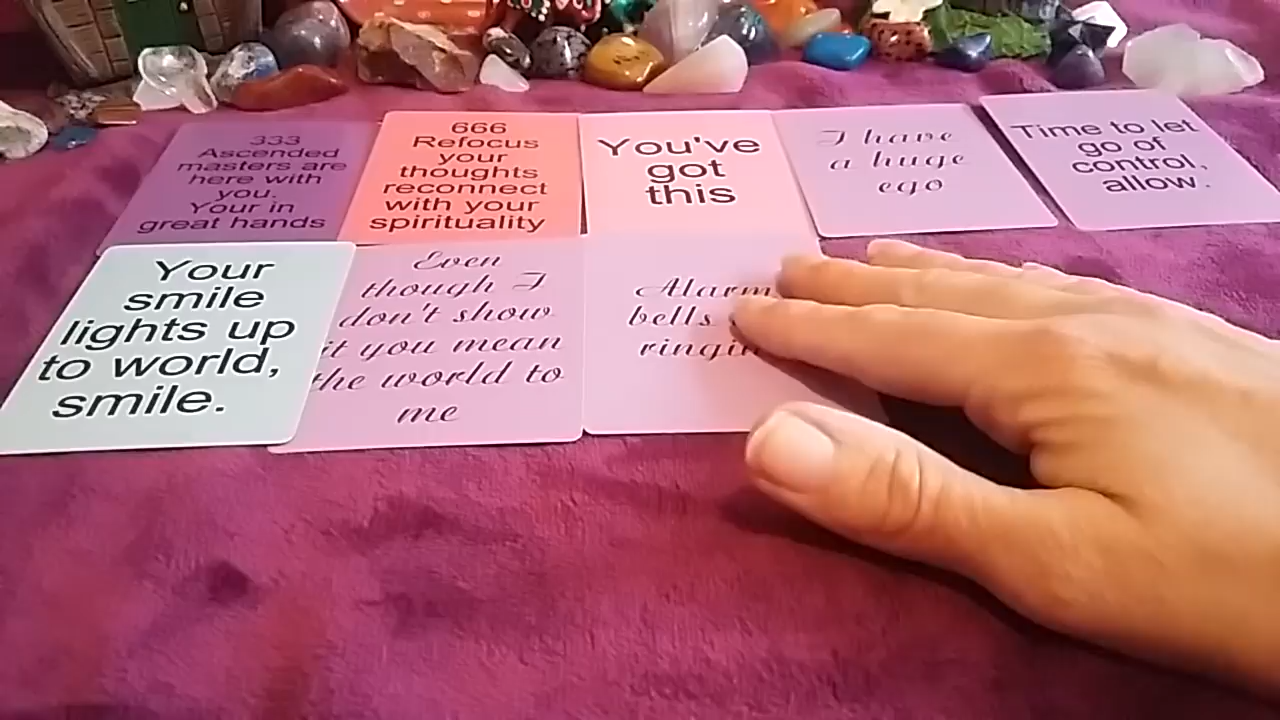 333
Ascended
masters are
here with
you.
Your in
great hands
666
Refocus
your
thoughts
reconnect
with your
spirituality
You've
got
this
I have
a huge
ego
Time to let
go of
control,
allow.
Your
smile
lights up
to world,
smile.
Even
though I
don't show
it you mean
the world to
me
Alarm
bells